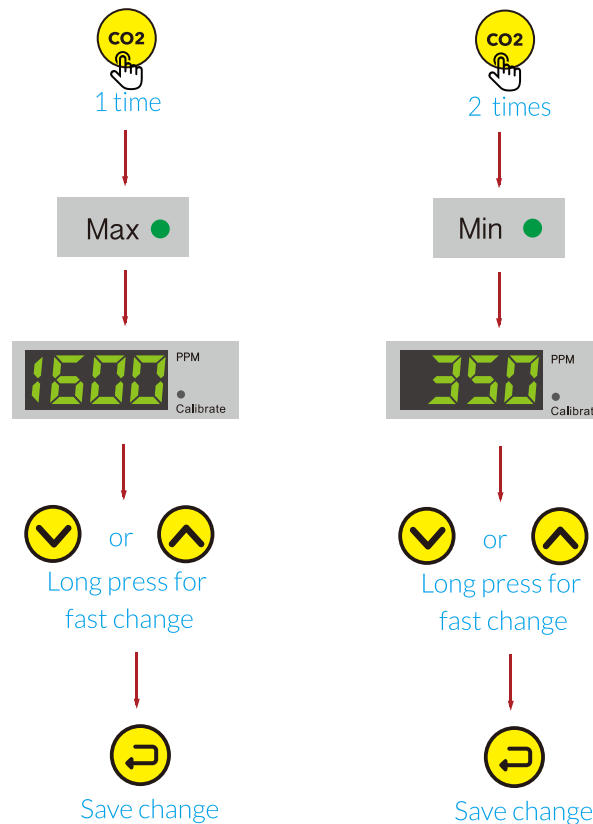 CO2
1 time
Max
1600 PPM
Calibrate
or
Long press for
fast change
Save change
CO2
2 times
Min
350 PPM
Calibrat
or
Long press for
fast change
Save change